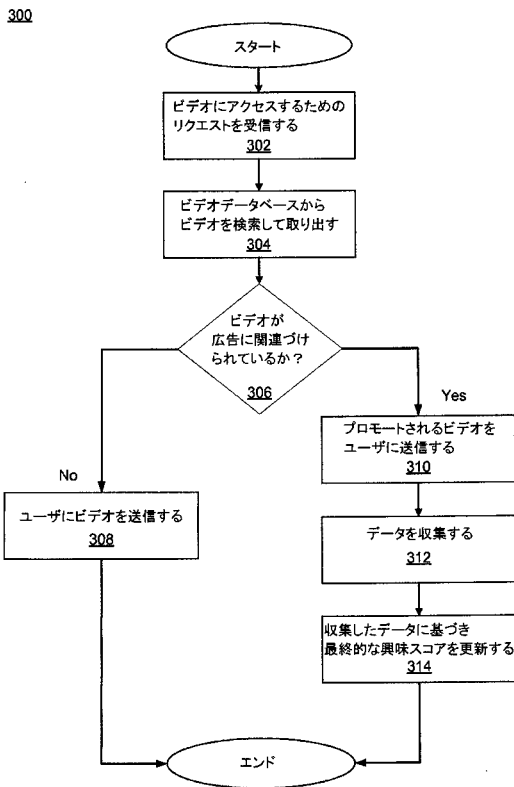 300
スタート
ビデオにアクセスするための
リクエストを受信する
302
ビデオデータベースから
ビデオを検索して取り出す
304
ビデオが
広告に関連づけ
られているか？
306
No
Yes
ユーザにビデオを送信する
308
プロモートされるビデオを
ユーザに送信する
310
データを収集する
312
収集したデータに基づき
最終的な興味スコアを更新する
314
エンド